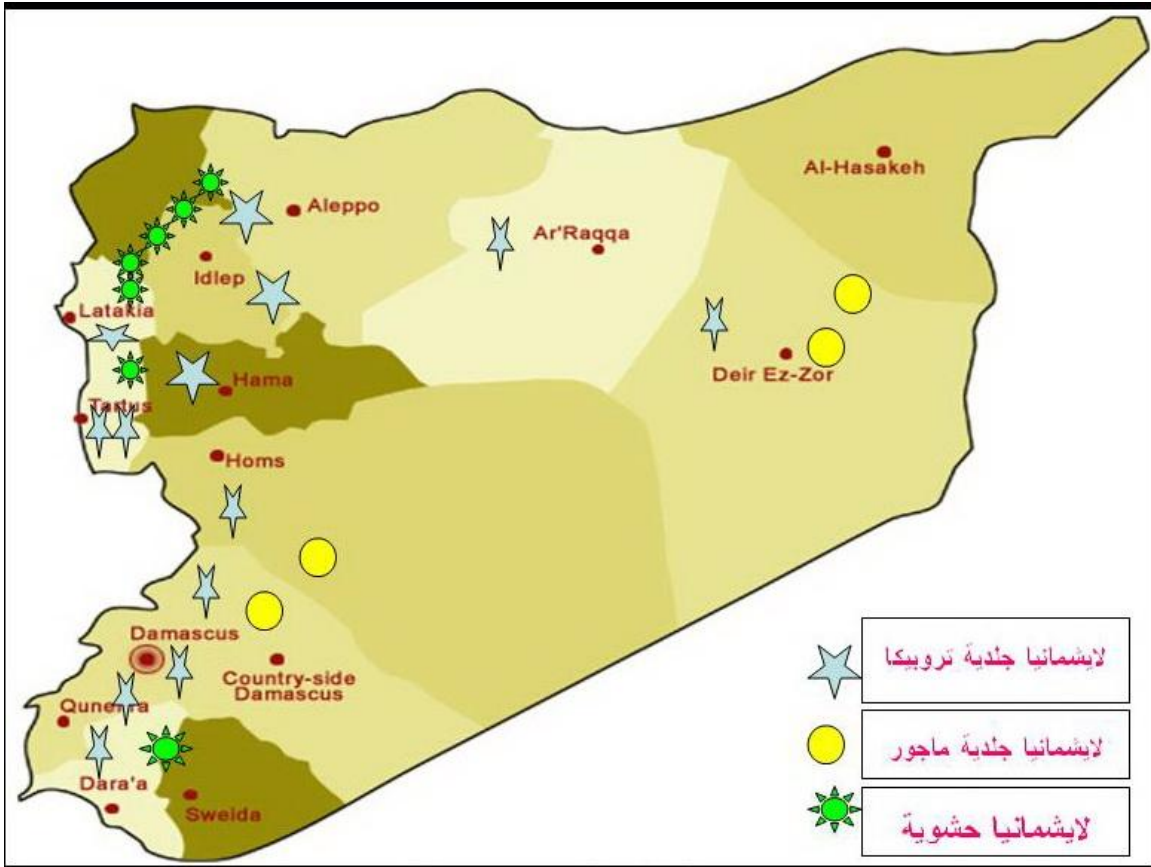 Al-Hasakeh
Aleppo
Ar'Raqqa
Idlep
Latakia
Deir Ez-Zor
Hama
Tartus
Homs
Damascus
Country-side
Damascus
Quneitra
Dara'a
Sweida
لايشمانيا جلدية تروبيكا
لايشمانيا جلدية ماجور
لايشمانيا حشوية